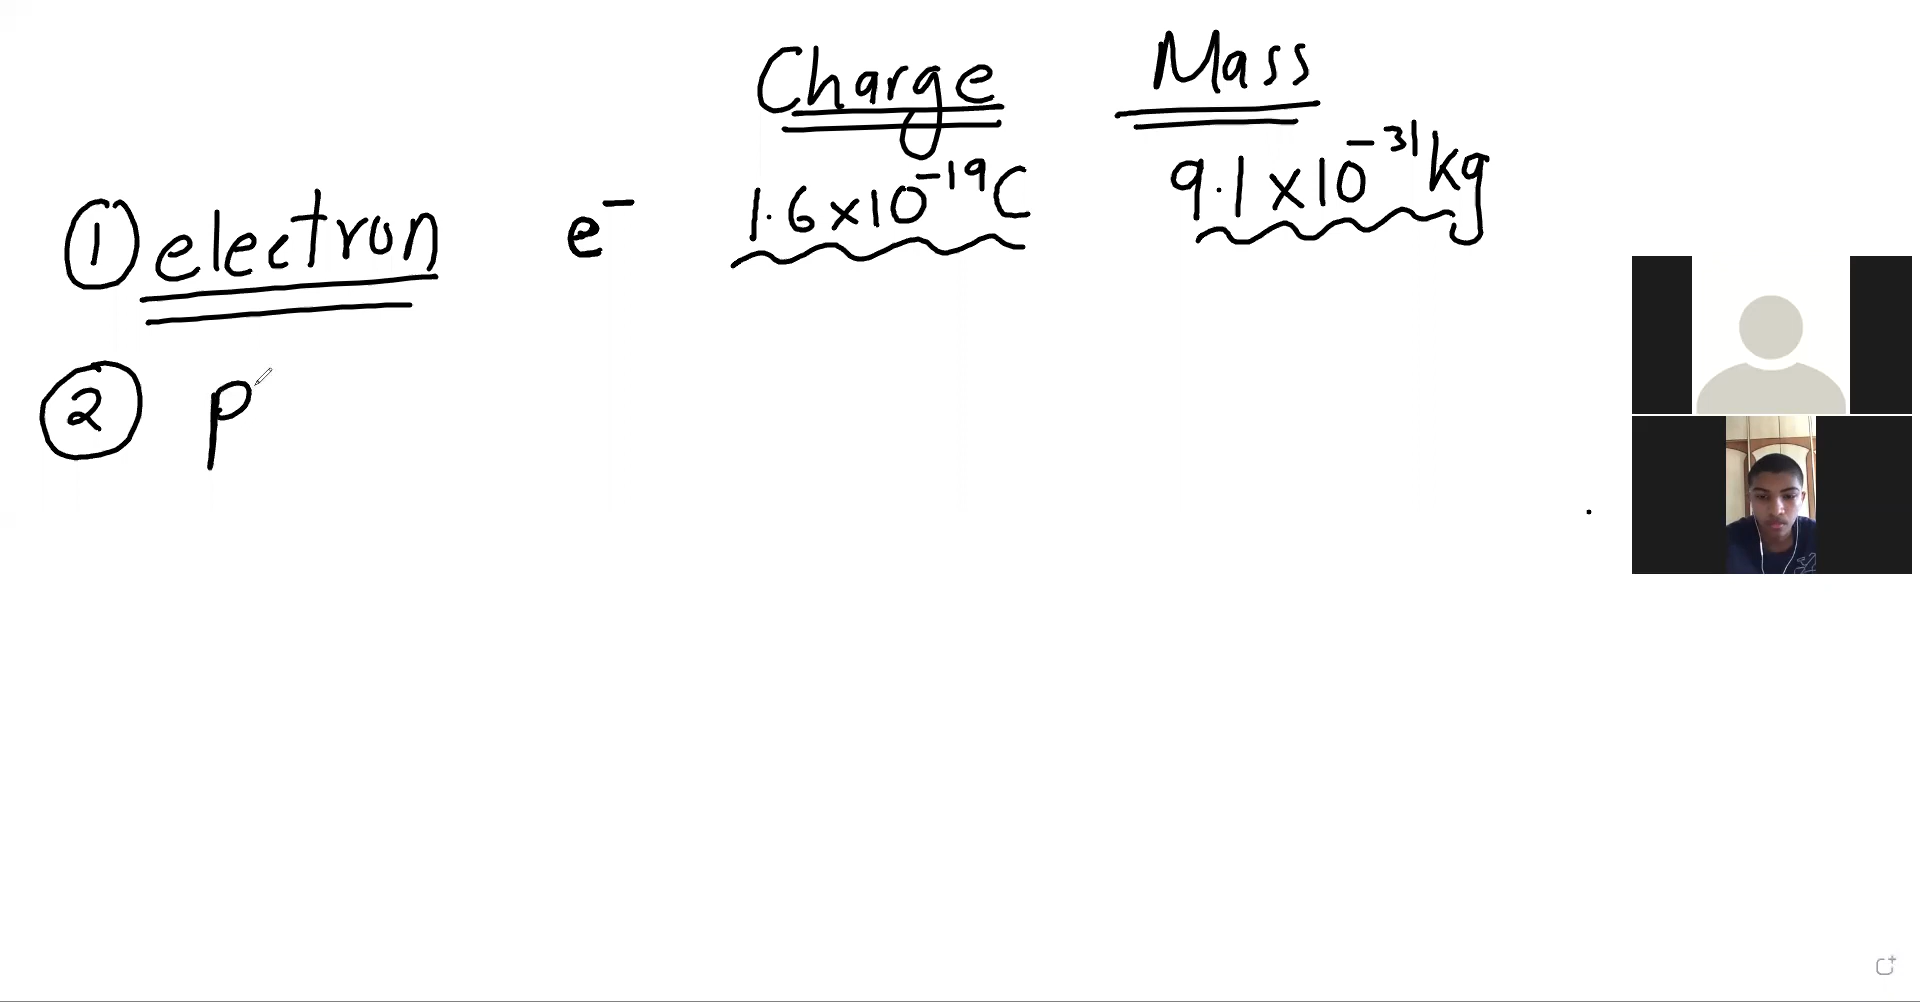 Charge Mass
① electron e⁻ 1.6×10⁻¹⁹C 9.1×10⁻³¹kg
② p